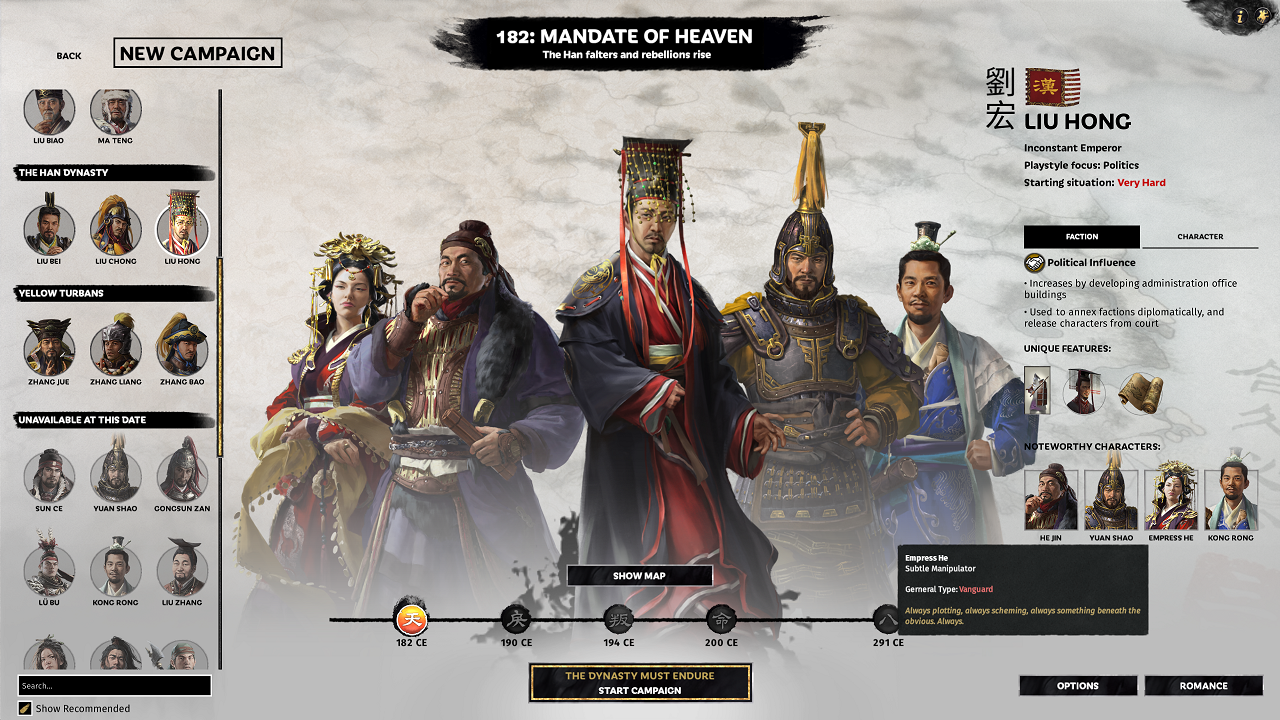 BACK
NEW CAMPAIGN
182: MANDATE OF HEAVEN
The Han falters and rebellions rise
LIU BIAO
MA TENG
THE HAN DYNASTY
LIU BEI
LIU CHONG
LIU HONG
YELLOW TURBANS
ZHANG JUE
ZHANG LIANG
ZHANG BAO
UNAVAILABLE AT THIS DATE
SUN CE
YUAN SHAO
GONGSUN ZAN
LÜ BU
KONG RONG
LIU ZHANG
Search...
Show Recommended
SHOW MAP
天
182 CE
190 CE
叛
194 CE
命
200 CE
八
291 CE
THE DYNASTY MUST ENDURE
START CAMPAIGN
劉宏
漢
LIU HONG
Inconstant Emperor
Playstyle focus: Politics
Starting situation: Very Hard
FACTION
CHARACTER
Political Influence
• Increases by developing administration office
buildings
• Used to annex factions diplomatically, and
release characters from court
UNIQUE FEATURES:
NOTEWORTHY CHARACTERS:
HE JIN
YUAN SHAO
EMPRESS HE
KONG RONG
Empress He
Subtle Manipulator
Gerneral Type: Vanguard
Always plotting, always scheming, always something beneath the
obvious. Always.
OPTIONS
ROMANCE